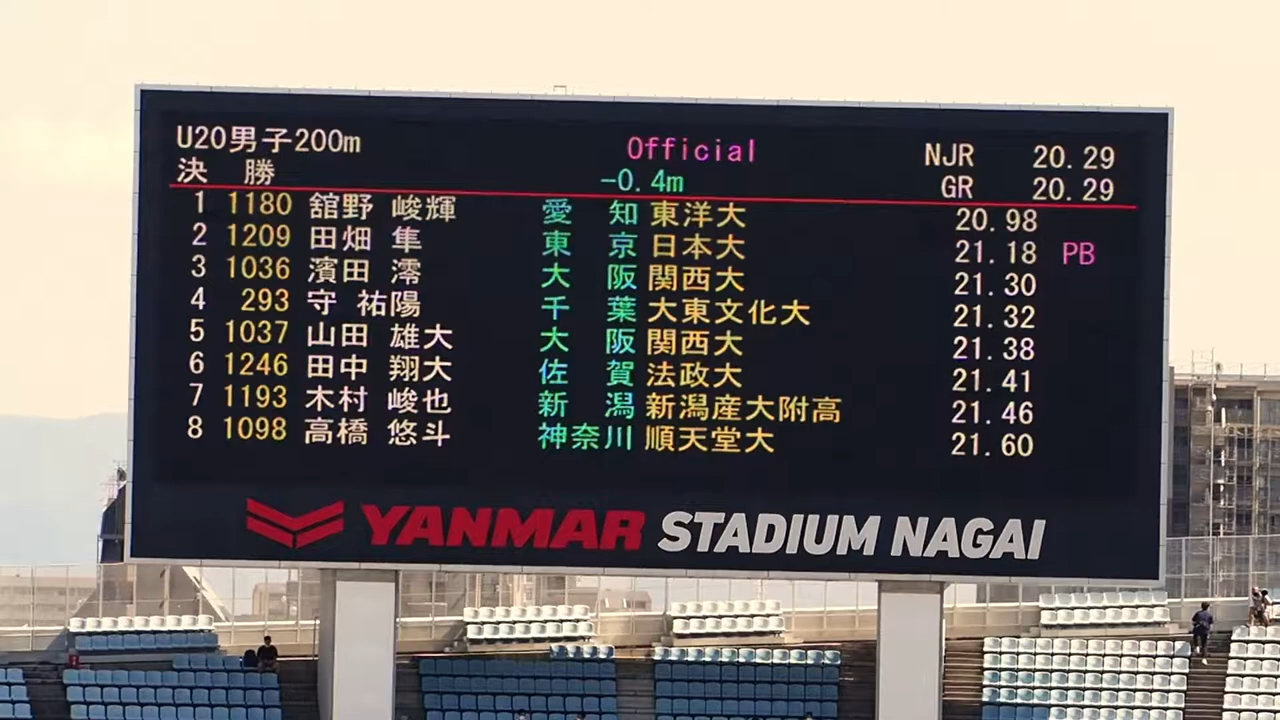 U20男子200m Official NJR 20.29
決 勝 -0.4m GR 20.29
1 1180 舘野 峻輝 愛 知 東洋大 20.98
2 1209 田畑 隼 東 京 日本大 21.18 PB
3 1036 濱田 澪 大 阪 関西大 21.30
4 293 守 祐陽 千 葉 大東文化大 21.32
5 1037 山田 雄大 大 阪 関西大 21.38
6 1246 田中 翔大 佐 賀 法政大 21.41
7 1193 木村 峻也 新 潟 新潟産大附高 21.46
8 1098 高橋 悠斗 神奈川 順天堂大 21.60
YANMAR STADIUM NAGAI